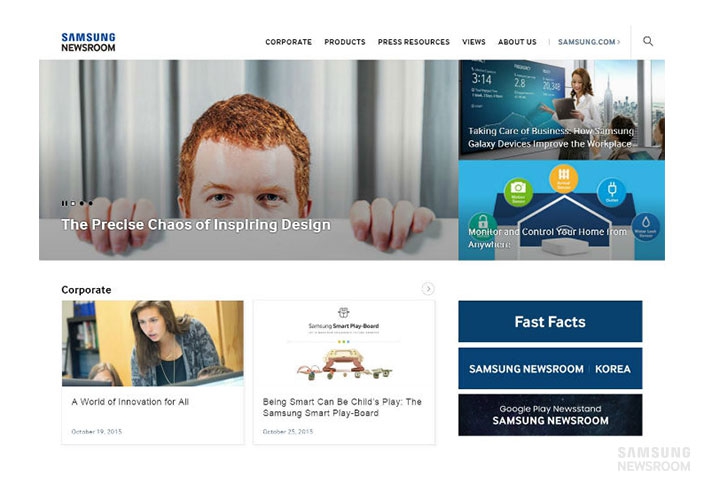 SAMSUNG
NEWSROOM
CORPORATE PRODUCTS PRESS RESOURCES VIEWS ABOUT US | SAMSUNG.COM >
The Precise Chaos of Inspiring Design
3:14
2.8
20,348
Taking Care of Business: How Samsung
Galaxy Devices Improve the Workplace
Monitor and Control Your Home from
Anywhere
Corporate
A World of Innovation for All
October 19, 2015
Samsung Smart Play-Board
Being Smart Can Be Child's Play: The
Samsung Smart Play-Board
October 25, 2015
Fast Facts
SAMSUNG NEWSROOM | KOREA
Google Play Newsstand
SAMSUNG NEWSROOM
SAMSUNG
NEWSROOM